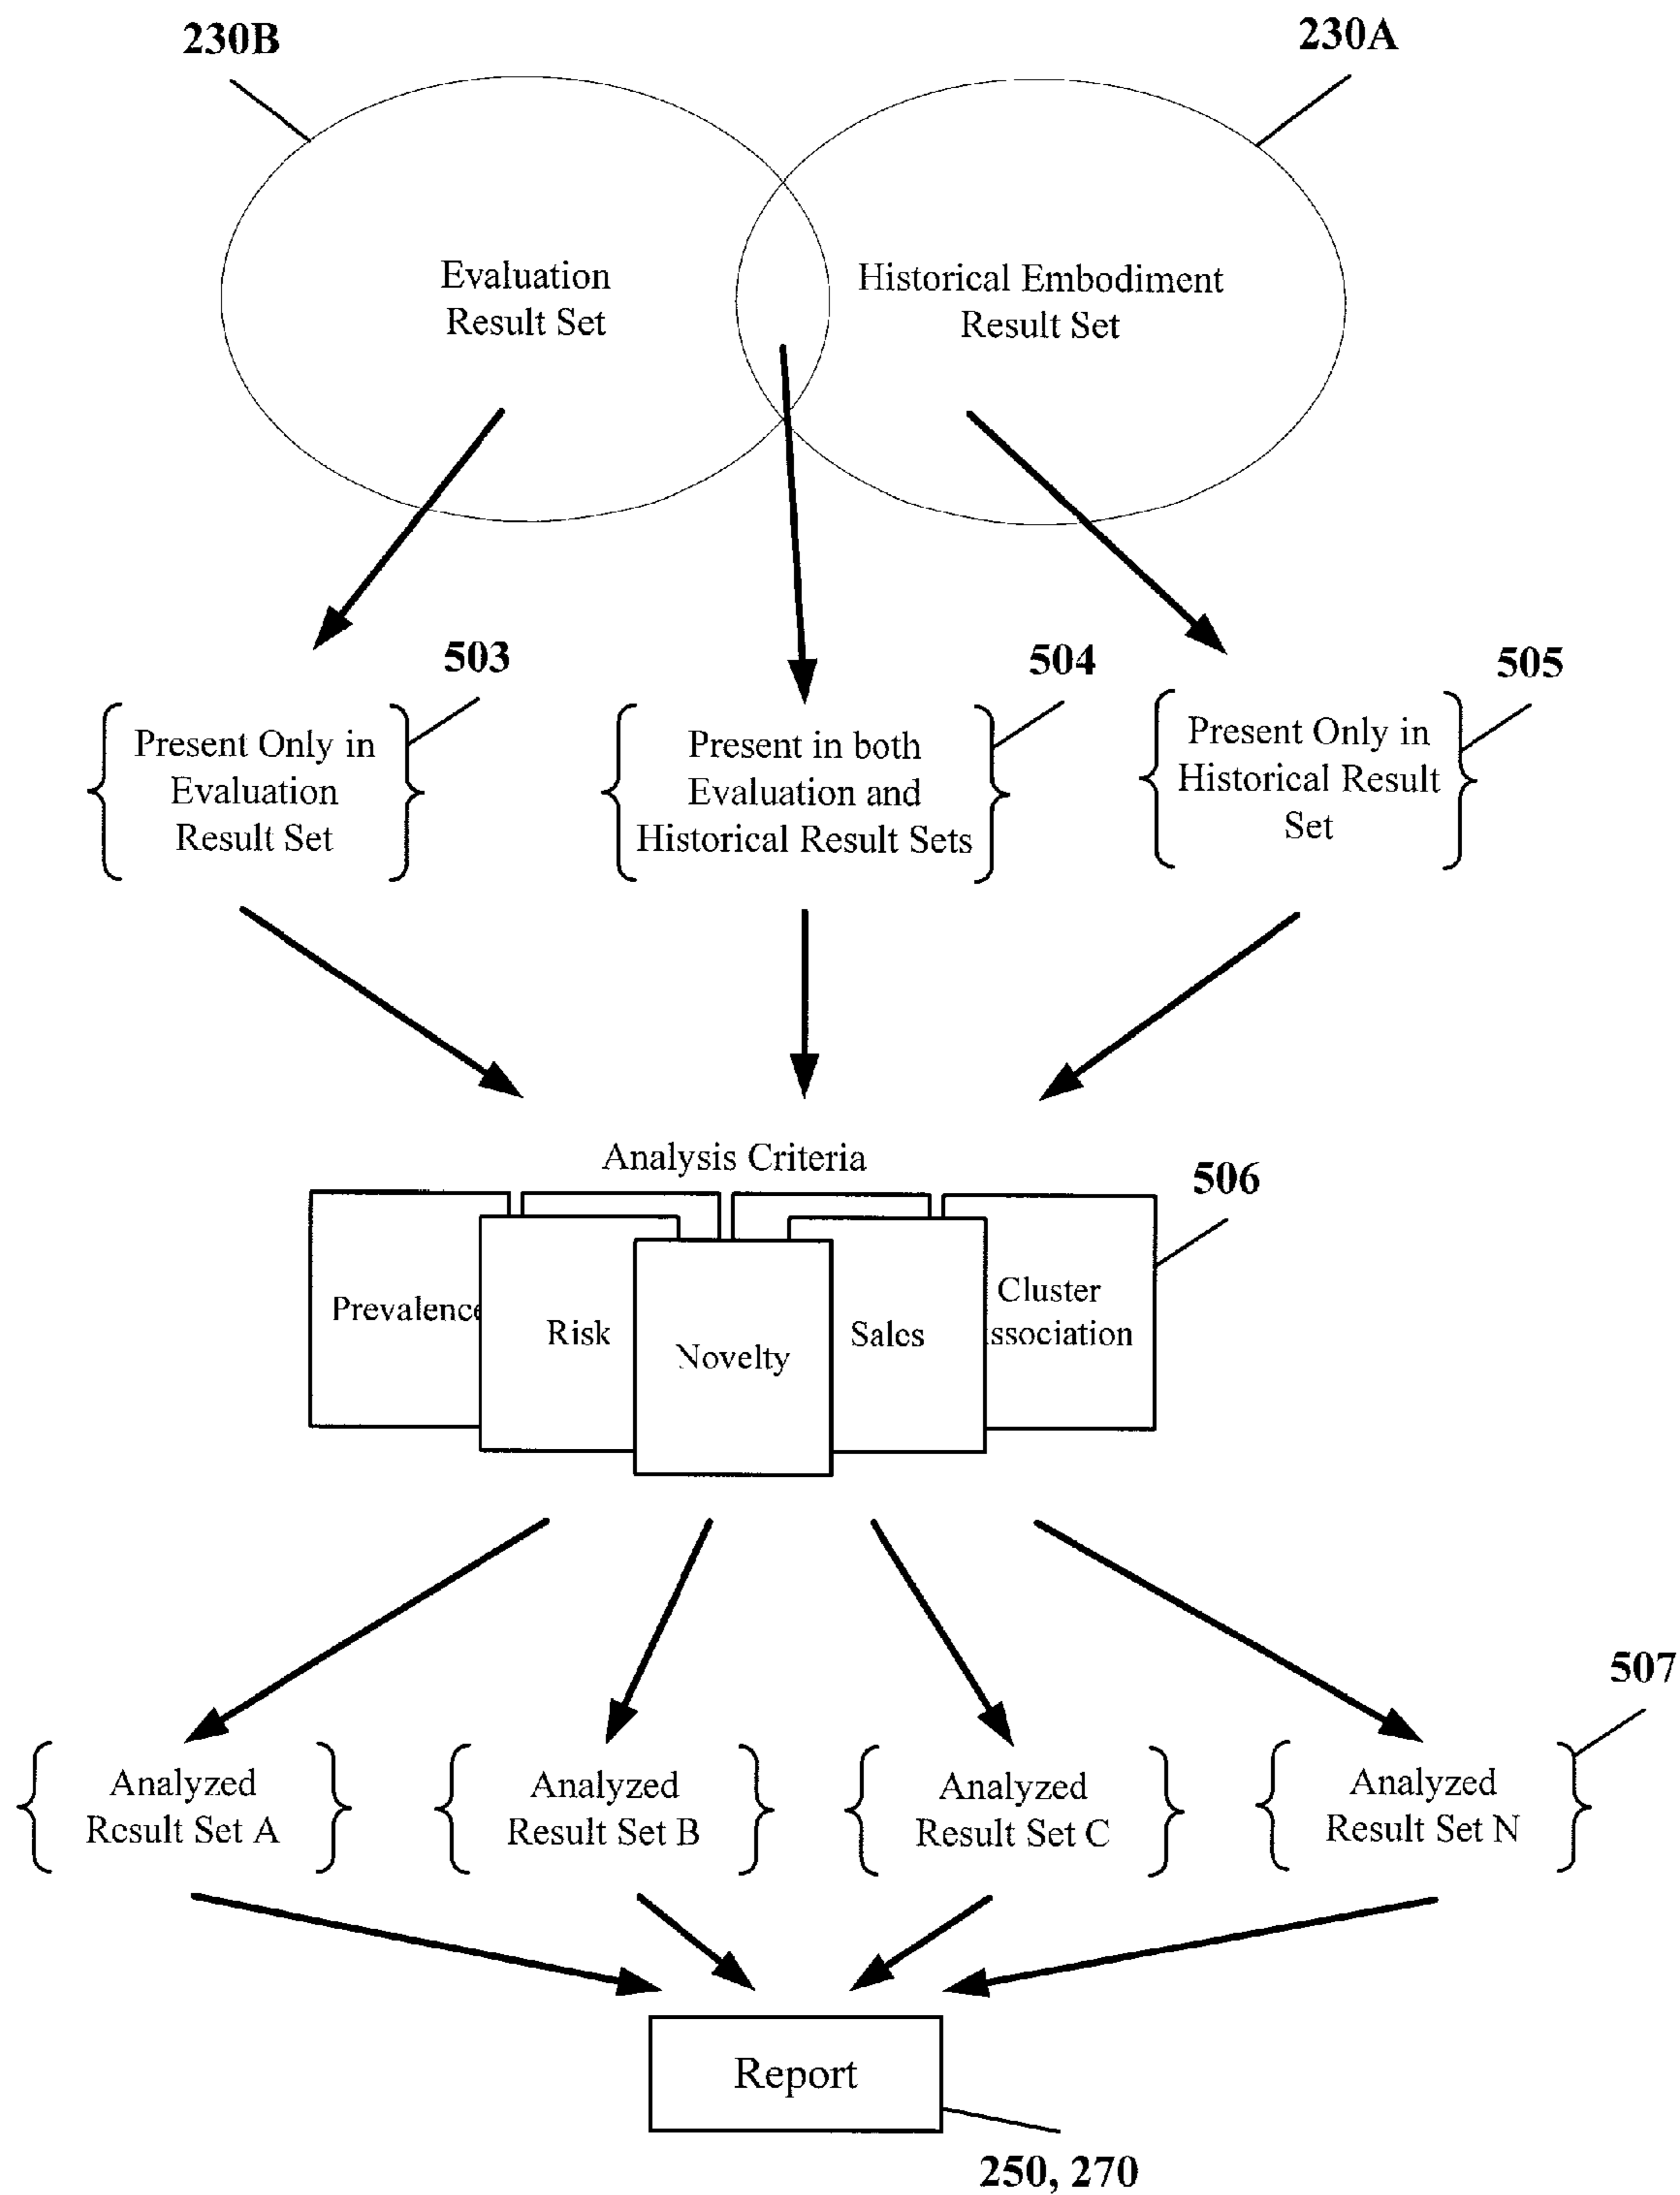 230B
230A
Evaluation
Result Set
Historical Embodiment
Result Set
503
504
505
Present Only in
Evaluation
Result Set
Present in both
Evaluation and
Historical Result Sets
Present Only in
Historical Result
Set
Analysis Criteria
506
Prevalence
Risk
Novelty
Sales
Cluster
ssociation
507
Analyzed
Result Set A
Analyzed
Result Set B
Analyzed
Result Set C
Analyzed
Result Set N
Report
250, 270